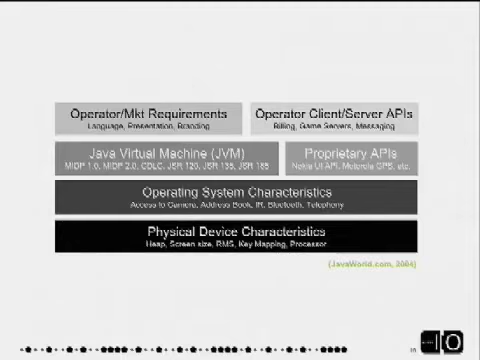 Operator/Mkt Requirements
Language, Presentation, Branding
Operator Client/Server APIs
Billing, Game Servers, Messaging
Java Virtual Machine (JVM)
MIDP 1.0, MIDP 2.0, CDLC, JSR 120, JSR 135, JSR 185
Proprietary APIs
Nokia UI API, Motorola GPS, etc.
Operating System Characteristics
Access to Camera, Address Book, IR, Bluetooth, Telephony
Physical Device Characteristics
Heap, Screen size, RMS, Key Mapping, Processor
(JavaWorld.com, 2004)
IO